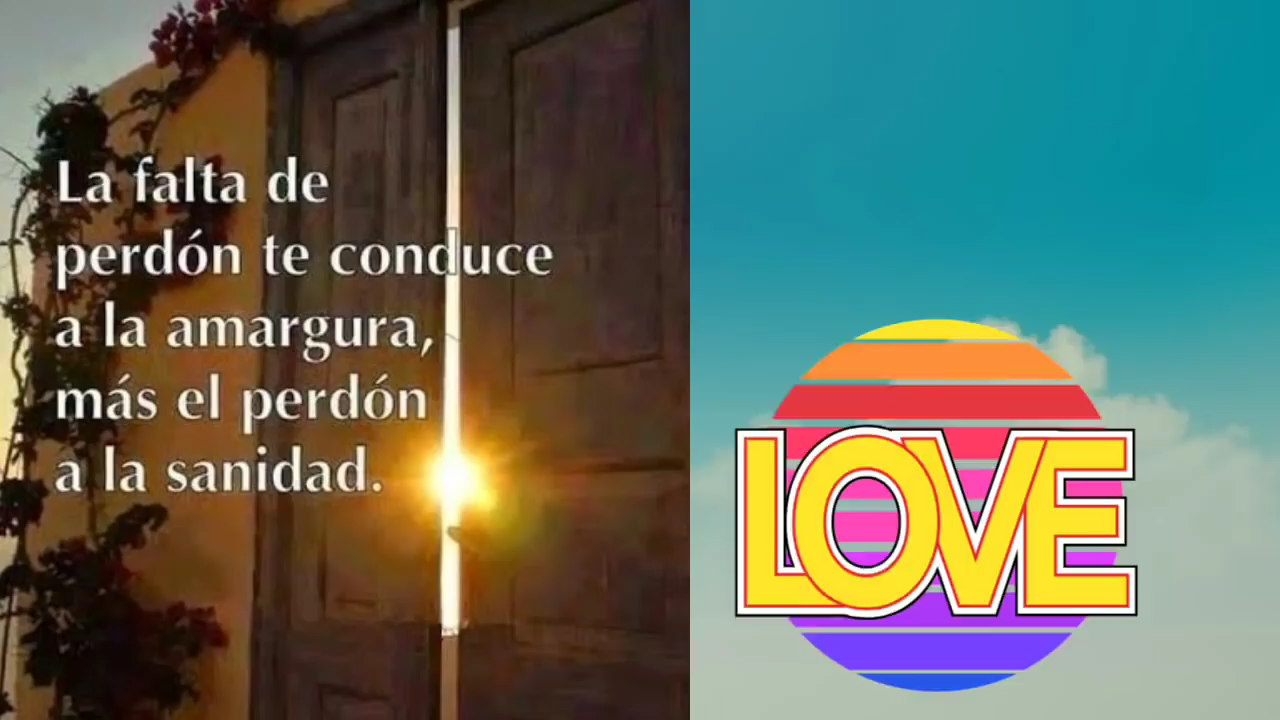 La falta de
perdón te conduce
a la amargura,
más el perdón
a la sanidad.
LOVE